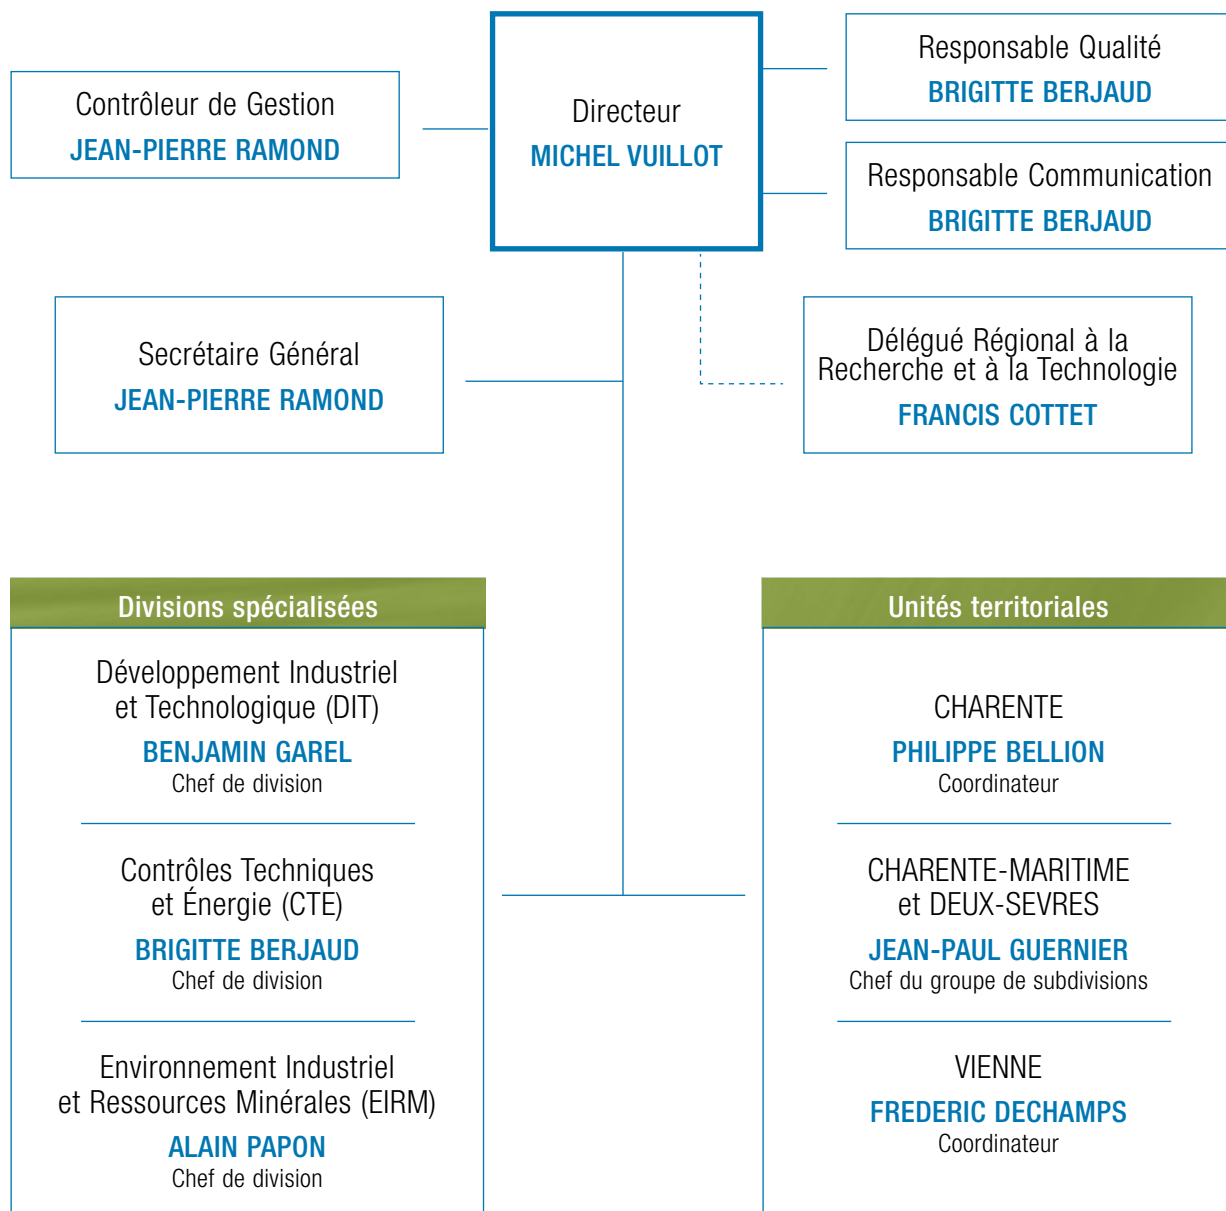 Contrôleur de Gestion
JEAN-PIERRE RAMOND
Directeur
MICHEL VUILLOT
Responsable Qualité
BRIGITTE BERJAUD
Responsable Communication
BRIGITTE BERJAUD
Secrétaire Général
JEAN-PIERRE RAMOND
Délégué Régional à la
Recherche et à la Technologie
FRANCIS COTTET
Divisions spécialisées
Développement Industriel
et Technologique (DIT)
BENJAMIN GAREL
Chef de division
Contrôles Techniques
et Énergie (CTE)
BRIGITTE BERJAUD
Chef de division
Environnement Industriel
et Ressources Minérales (EIRM)
ALAIN PAPON
Chef de division
Unités territoriales
CHARENTE
PHILIPPE BELLION
Coordinateur
CHARENTE-MARITIME
et DEUX-SEVRES
JEAN-PAUL GUERNIER
Chef du groupe de subdivisions
VIENNE
FREDERIC DECHAMPS
Coordinateur